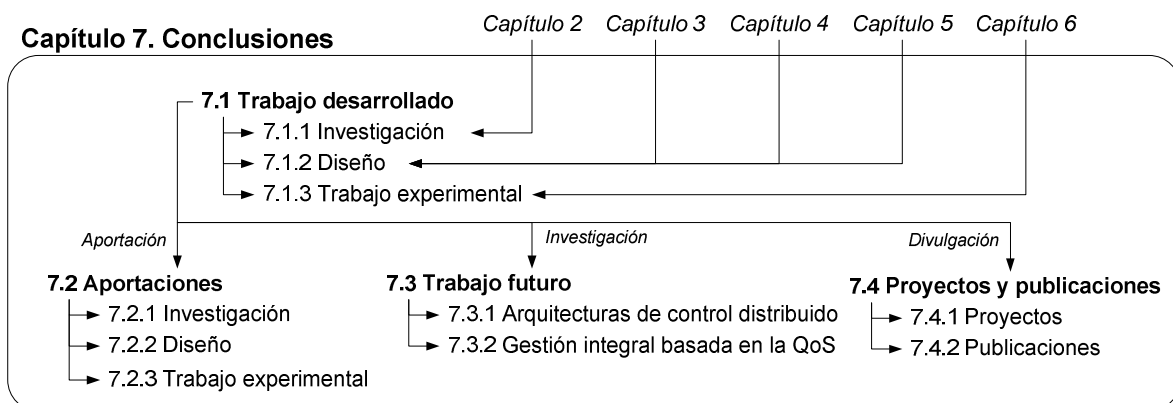 Capítulo 2 Capítulo 3 Capítulo 4 Capítulo 5 Capítulo 6
Capítulo 7. Conclusiones
7.1 Trabajo desarrollado
7.1.1 Investigación
7.1.2 Diseño
7.1.3 Trabajo experimental
Aportación Investigación Divulgación
7.2 Aportaciones 7.3 Trabajo futuro 7.4 Proyectos y publicaciones
7.2.1 Investigación 7.3.1 Arquitecturas de control distribuido 7.4.1 Proyectos
7.2.2 Diseño 7.3.2 Gestión integral basada en la QoS 7.4.2 Publicaciones
7.2.3 Trabajo experimental